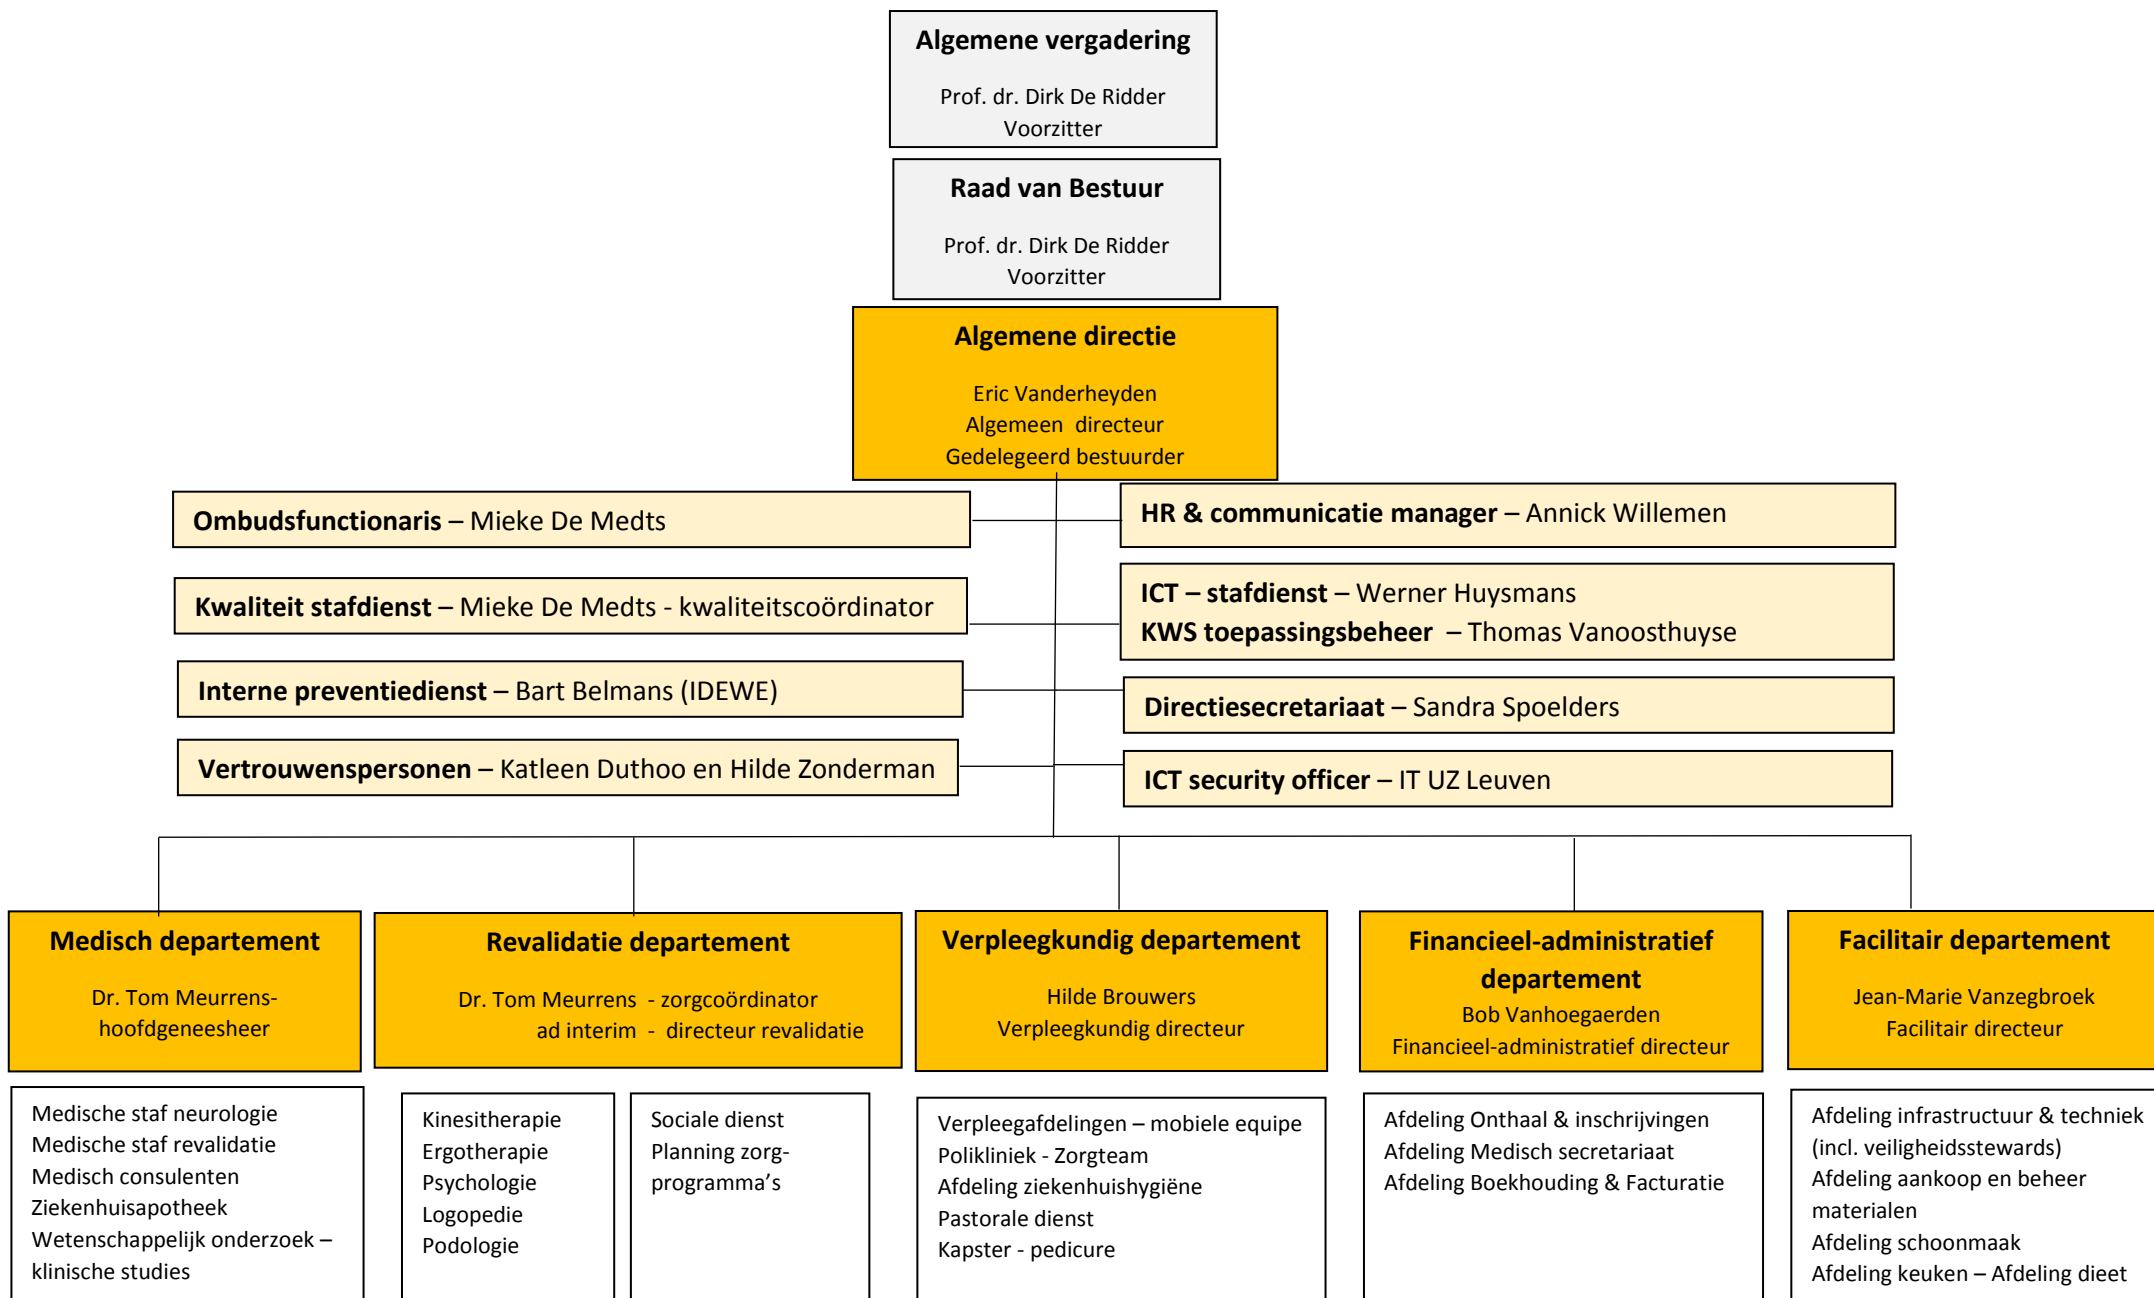 Algemene vergadering
Prof. dr. Dirk De Ridder
Voorzitter
Raad van Bestuur
Prof. dr. Dirk De Ridder
Voorzitter
Algemene directie
Eric Vanderheyden
Algemeen directeur
Gedelegeerd bestuurder
Ombudsfunctionaris – Mieke De Medts
HR & communicatie manager – Annick Willemen
Kwaliteit stafdienst – Mieke De Medts - kwaliteitscoördinator
ICT – stafdienst – Werner Huysmans
KWS toepassingsbeheer – Thomas Vanoosthuyse
Interne preventiedienst – Bart Belmans (IDEWE)
Directiesecretariaat – Sandra Spoelders
Vertrouwenspersonen – Katleen Duthoo en Hilde Zonderman
ICT security officer – IT UZ Leuven
Medisch departement
Dr. Tom Meurrens-
hoofdgeneesheer
Revalidatie departement
Dr. Tom Meurrens - zorgcoördinator
ad interim - directeur revalidatie
Verpleegkundig departement
Hilde Brouwers
Verpleegkundig directeur
Financieel-administratief
departement
Bob Vanhoegaerden
Financieel-administratief directeur
Facilitair departement
Jean-Marie Vanzegbroek
Facilitair directeur
Medische staf neurologie
Medische staf revalidatie
Medisch consulenten
Ziekenhuisapotheek
Wetenschappelijk onderzoek –
klinische studies
Kinesitherapie
Ergotherapie
Psychologie
Logopedie
Podologie
Sociale dienst
Planning zorg-
programma's
Verpleegafdelingen – mobiele equipe
Polikliniek - Zorgteam
Afdeling ziekenhuishygiëne
Pastorale dienst
Kapster - pedicure
Afdeling Onthaal & inschrijvingen
Afdeling Medisch secretariaat
Afdeling Boekhouding & Facturatie
Afdeling infrastructuur & techniek
(incl. veiligheidsstewards)
Afdeling aankoop en beheer
materialen
Afdeling schoonmaak
Afdeling keuken – Afdeling dieet